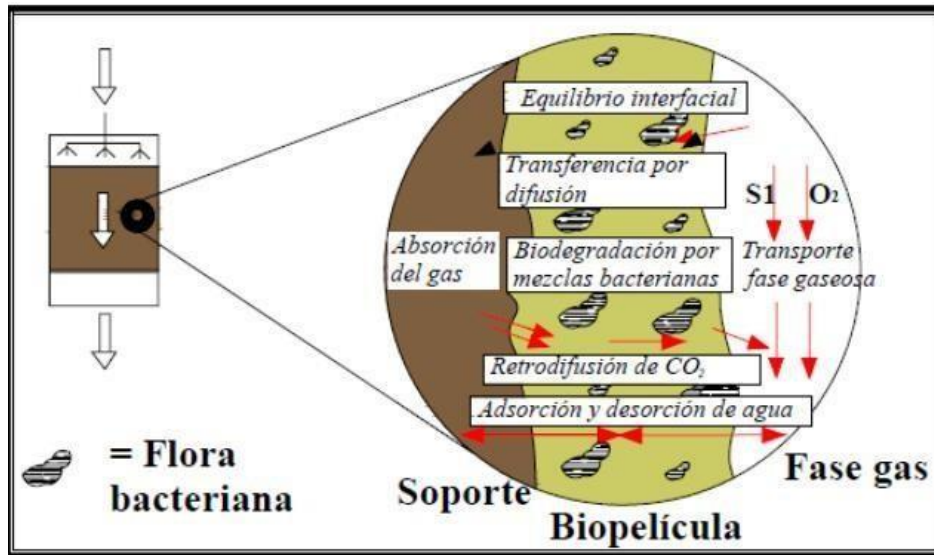 Equilibrio interfacial
Transferencia por
difusión
S1 O₂
Absorción
del gas
Biodegradación por
mezclas bacterianas
Transporte
fase gaseosa
Retrodifusión de CO₂
Adsorción y desorción de agua
= Flora
bacteriana
Soporte
Biopelícula
Fase gas